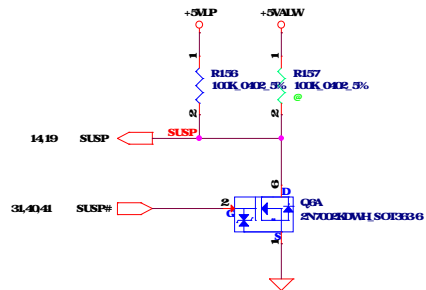 +5VLP
+5VALW
1
1
R156
100K_0402_5%
R157
100K_0402_5%
@
2
2
14,19
SUSP
SUSP
6
D
Q6A
31,40,41
SUSP#
2
G
2N7002KDWH_SOT363-6
S
1